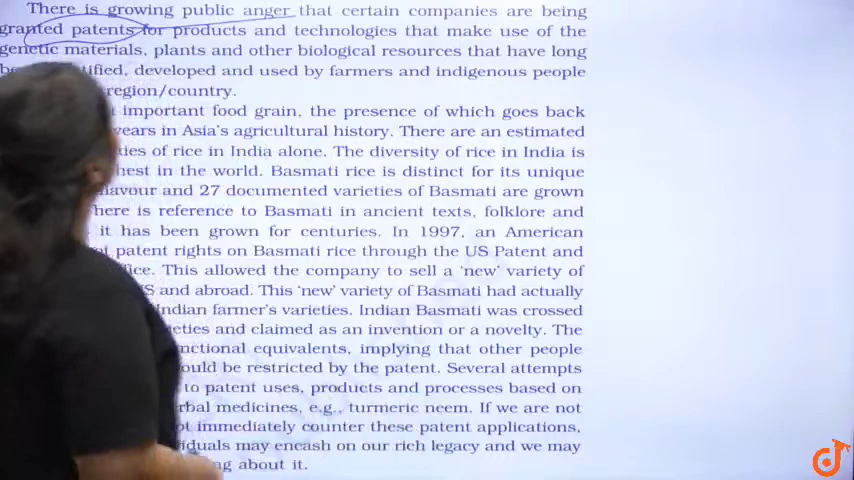 There is growing public anger that certain companies are being
granted patents for products and technologies that make use of the
genetic materials, plants and other biological resources that have long
developed and used by farmers and indigenous people
region/country.
important food grain, the presence of which goes back
years in Asia's agricultural history. There are an estimated
of rice in India alone. The diversity of rice in India is
in the world. Basmati rice is distinct for its unique
and 27 documented varieties of Basmati are grown
There is reference to Basmati in ancient texts, folklore and
it has been grown for centuries. In 1997, an American
patent rights on Basmati rice through the US Patent and
This allowed the company to sell a 'new' variety of
and abroad. This 'new' variety of Basmati had actually
Indian farmer's varieties. Indian Basmati was crossed
and claimed as an invention or a novelty. The
equivalents, implying that other people
would be restricted by the patent. Several attempts
to patent uses, products and processes based on
medicines, e.g., turmeric neem. If we are not
immediately counter these patent applications,
may encash on our rich legacy and we may
about it.